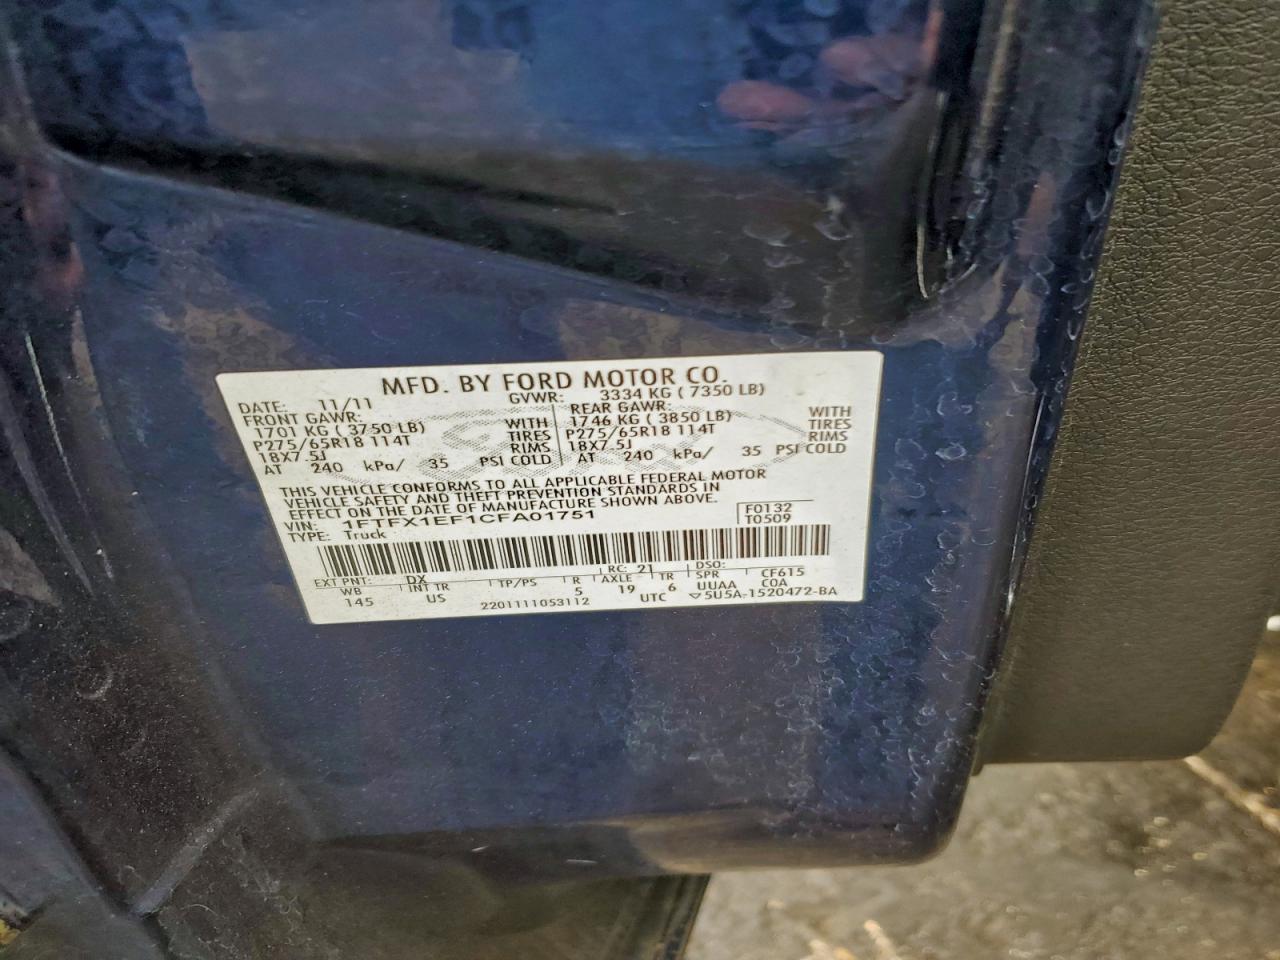 MFD. BY FORD MOTOR CO.
DATE: 11/11 GVWR: 3334 KG ( 7350 LB)
FRONT GAWR: REAR GAWR:
1701 KG ( 3750 LB) WITH 1746 KG ( 3850 LB) WITH
P275/65R18 114T TIRES P275/65R18 114T TIRES
18X7.5J RIMS 18X7.5J RIMS
AT 240 kPa/ 35 PSI COLD AT 240 kPa/ 35 PSI COLD
THIS VEHICLE CONFORMS TO ALL APPLICABLE FEDERAL MOTOR
VEHICLE SAFETY AND THEFT PREVENTION STANDARDS IN
EFFECT ON THE DATE OF MANUFACTURE SHOWN ABOVE.
VIN: 1FTFX1EF1CFA01751 F0132
TYPE: Truck T0509
RC: 21 DSO:
EXT PNT: DX TP/PS R AXLE TR SPR CF615
WB INT TR 5 19 6 UUAA COA
145 US 2201111053112 UTC ▽5U5A-1520472-BA